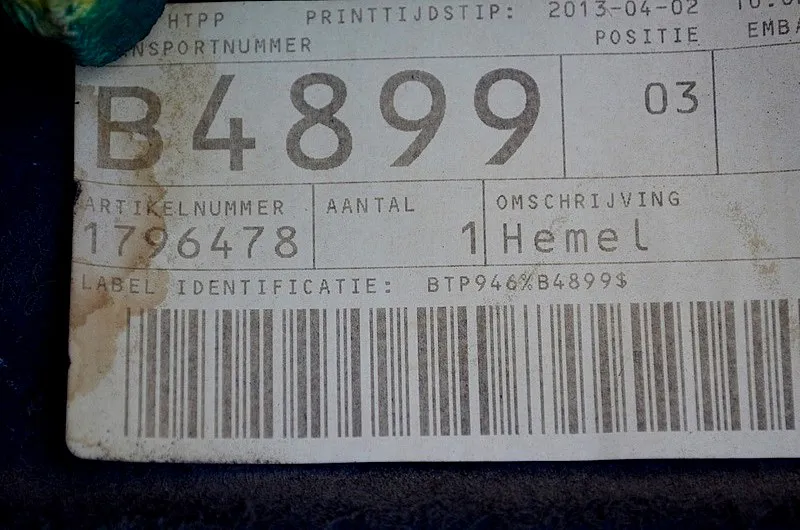 HTPP PRINTTIJDSTIP: 2013-04-02
NSPORTNUMMER POSITIE EMBA
B4899 03
ARTIKELNUMMER AANTAL OMSCHRIJVING
1796478 1 Hemel
LABEL IDENTIFICATIE: BTP946%B4899$